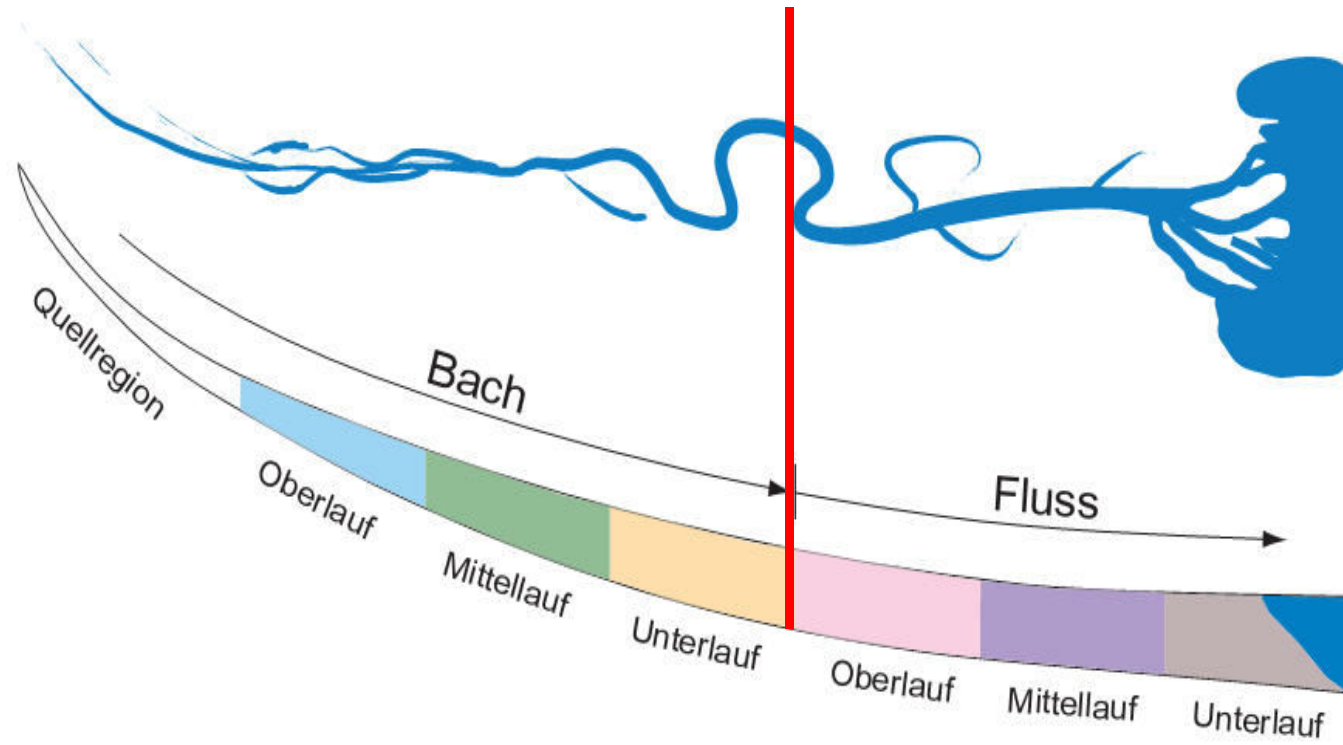 Quellregion
Bach
Oberlauf
Mittellauf
Unterlauf
Fluss
Oberlauf
Mittellauf
Unterlauf